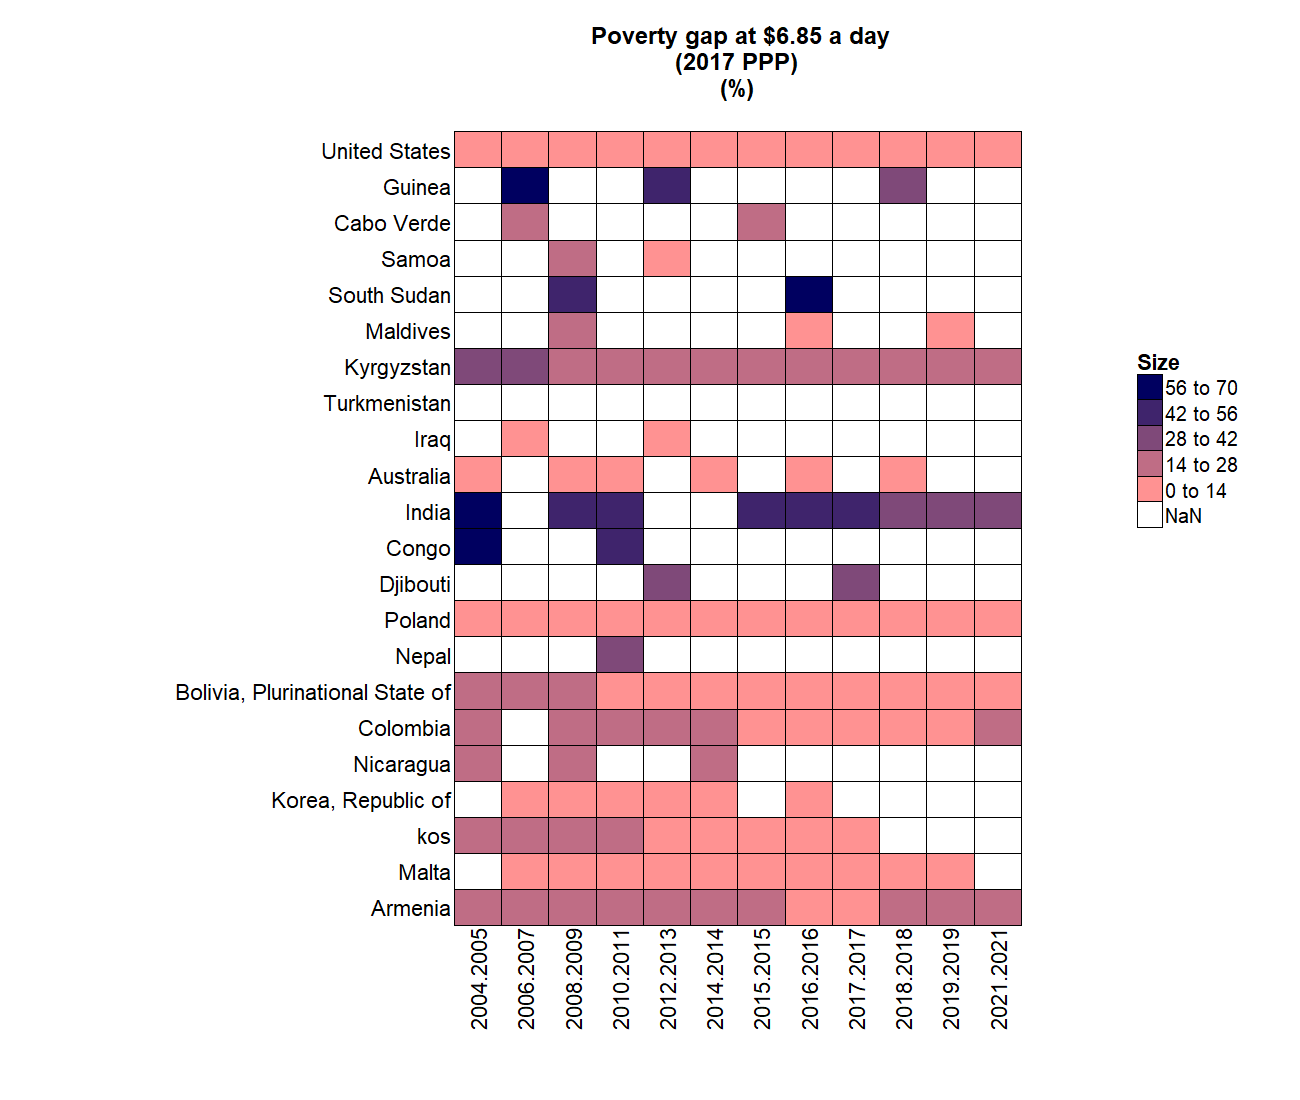 Poverty gap at $6.85 a day
(2017 PPP)
(%)
United States
Guinea
Cabo Verde
Samoa
South Sudan
Maldives
Kyrgyzstan
Turkmenistan
Iraq
Australia
India
Congo
Djibouti
Poland
Nepal
Bolivia, Plurinational State of
Colombia
Nicaragua
Korea, Republic of
kos
Malta
Armenia
2004.2005
2006.2007
2008.2009
2010.2011
2012.2013
2014.2014
2015.2015
2016.2016
2017.2017
2018.2018
2019.2019
2021.2021
Size
56 to 70
42 to 56
28 to 42
14 to 28
0 to 14
NaN